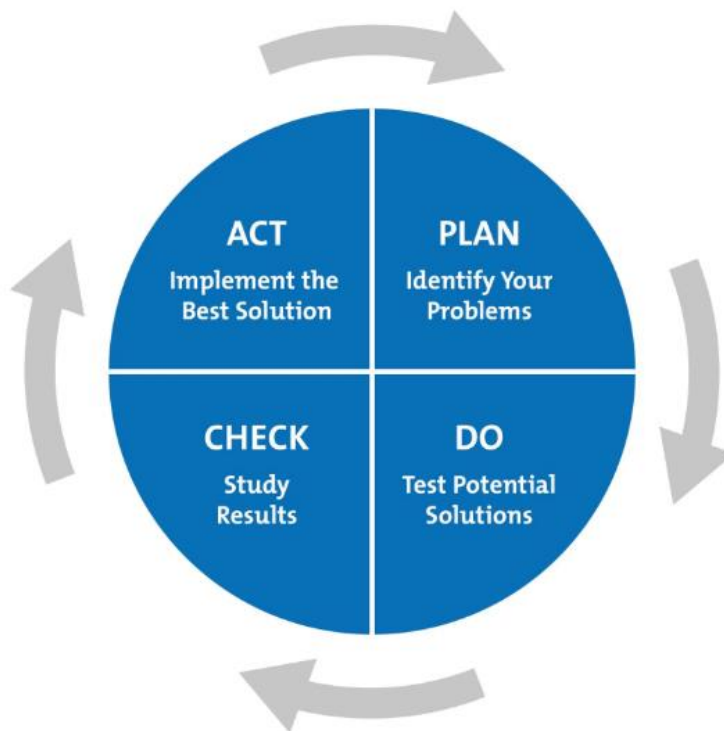 ACT
Implement the
Best Solution
PLAN
Identify Your
Problems
CHECK
Study
Results
DO
Test Potential
Solutions